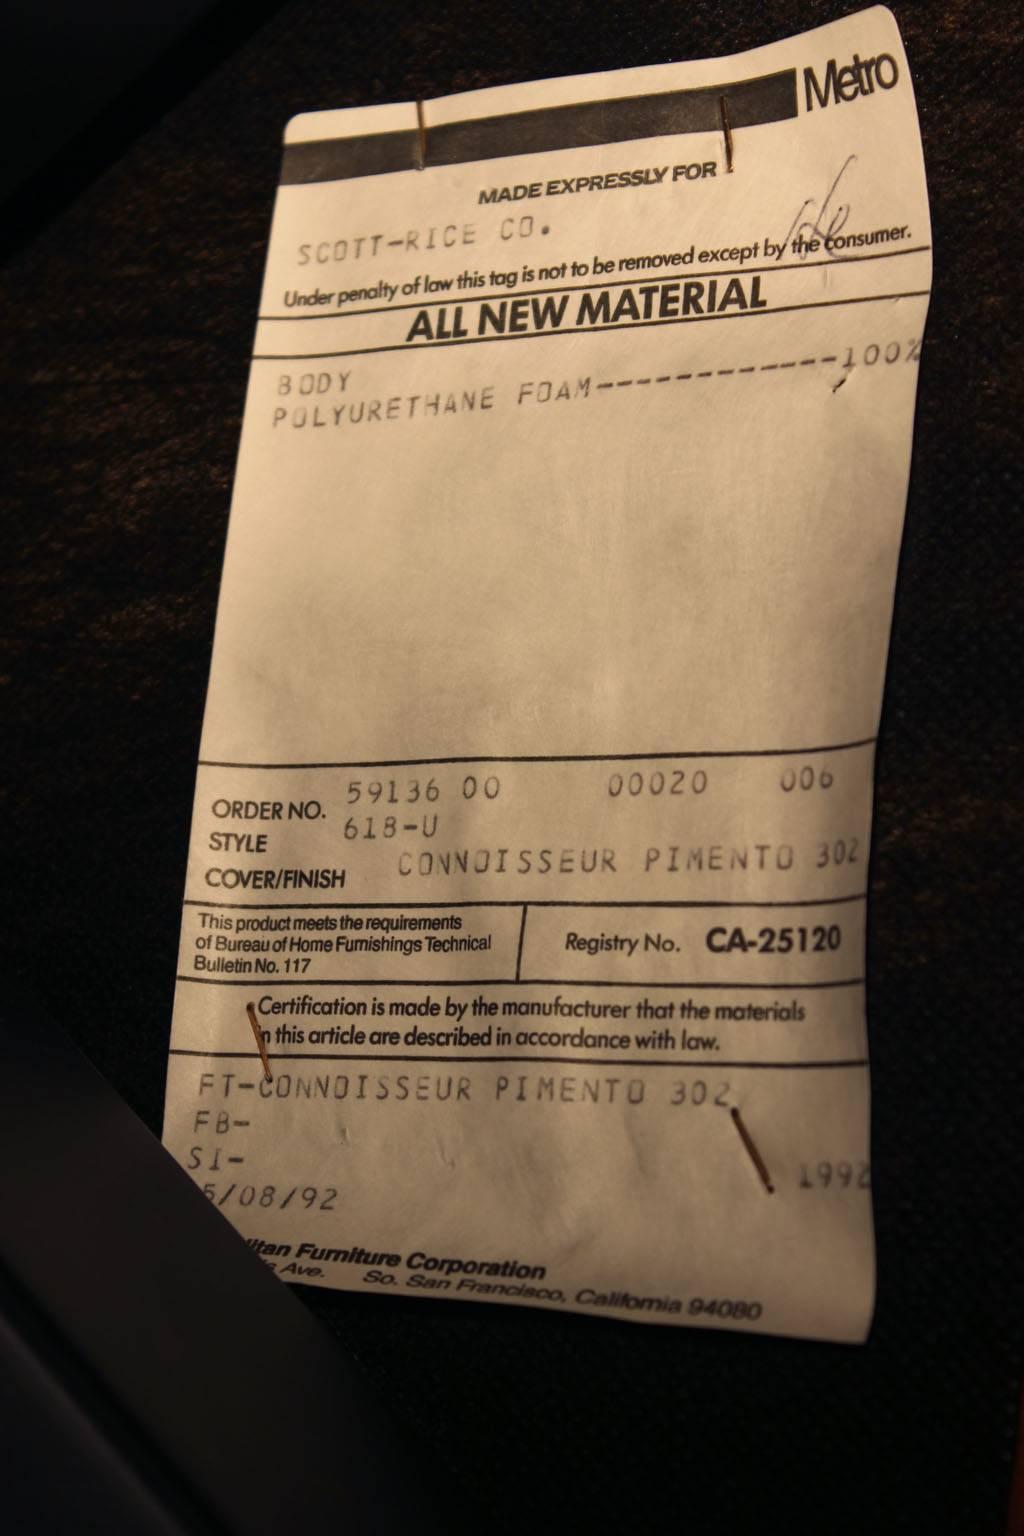 Metro
MADE EXPRESSLY FOR
SCOTT-RICE CO.
Under penalty of law this tag is not to be removed except by the consumer.
ALL NEW MATERIAL
BODY
POLYURETHANE FOAM------------100%
ORDER NO. 59136 00 00020 006
STYLE 618-U
COVER/FINISH CONNOISSEUR PIMENTO 302
This product meets the requirements
of Bureau of Home Furnishings Technical
Bulletin No. 117
Registry No. CA-25120
Certification is made by the manufacturer that the materials
in this article are described in accordance with law.
FT-CONNOISSEUR PIMENTO 302
FB-
SI-
5/08/92 1992
litan Furniture Corporation
s Ave. So. San Francisco, California 94080